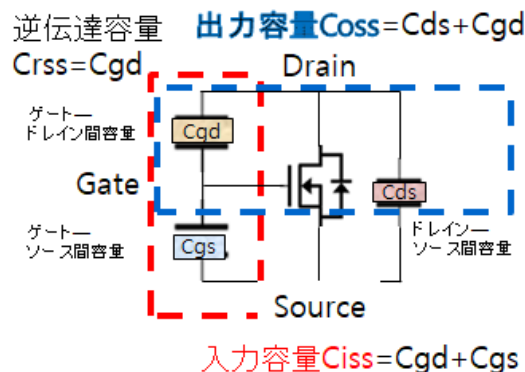 逆伝達容量
出力容量Coss=Cds+Cgd
Crss=Cgd
Drain
ゲート―
ドレイン間容量
Cgd
Gate
Cds
ゲート―
ソース間容量
Cgs
ドレイン―
ソース間容量
Source
入力容量Ciss=Cgd+Cgs